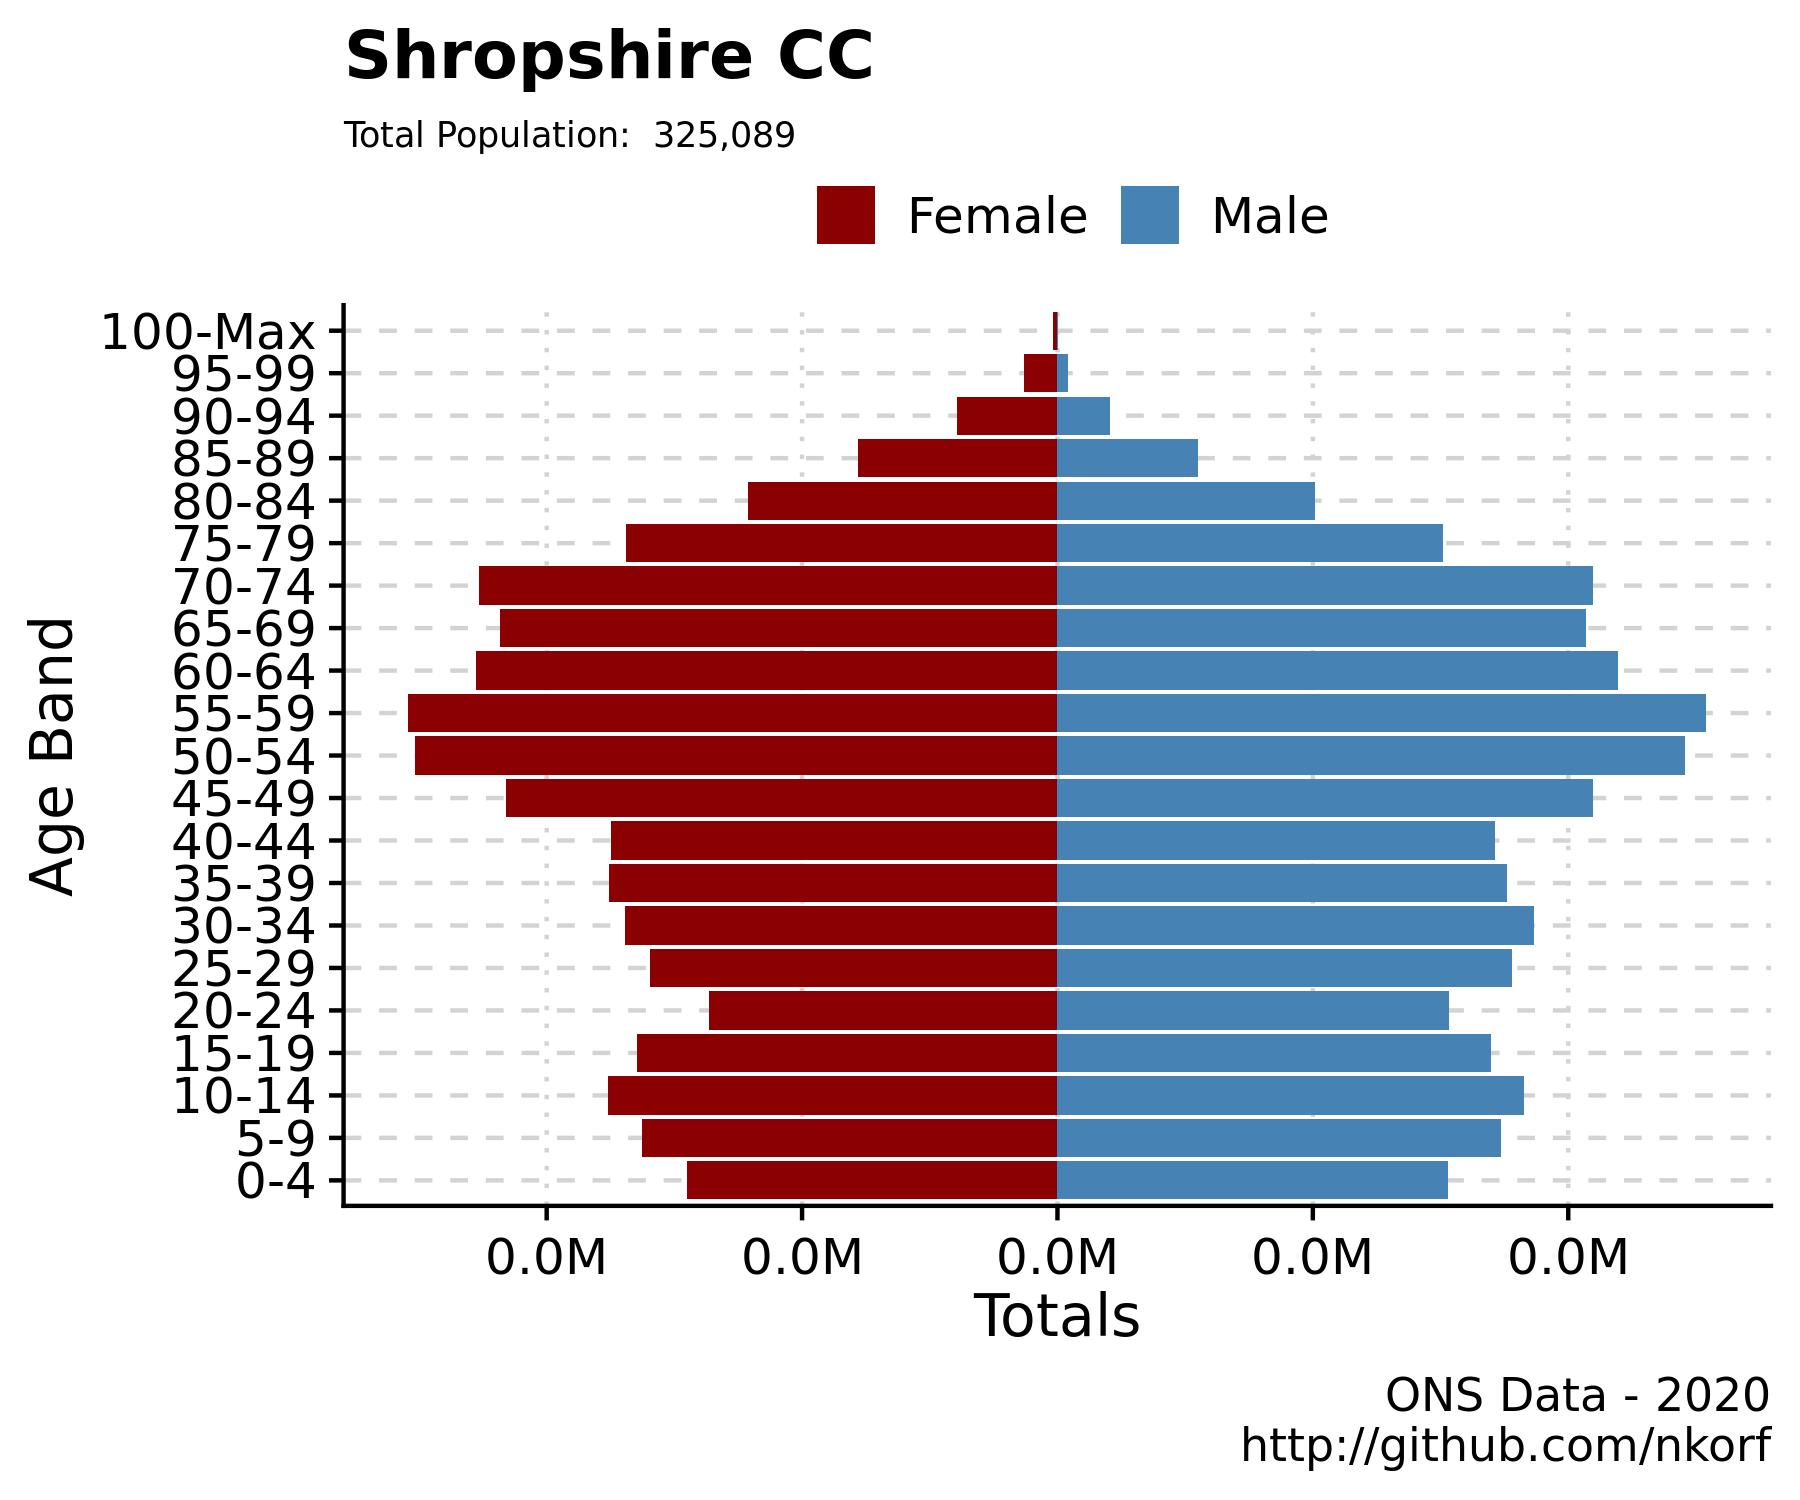 Shropshire CC
Total Population:  325,089
Female Male
100-Max
95-99
90-94
85-89
80-84
75-79
70-74
65-69
60-64
55-59
50-54
45-49
40-44
35-39
30-34
25-29
20-24
15-19
10-14
5-9
0-4
Age Band
0.0M 0.0M 0.0M 0.0M 0.0M
Totals
ONS Data - 2020
http://github.com/nkorf